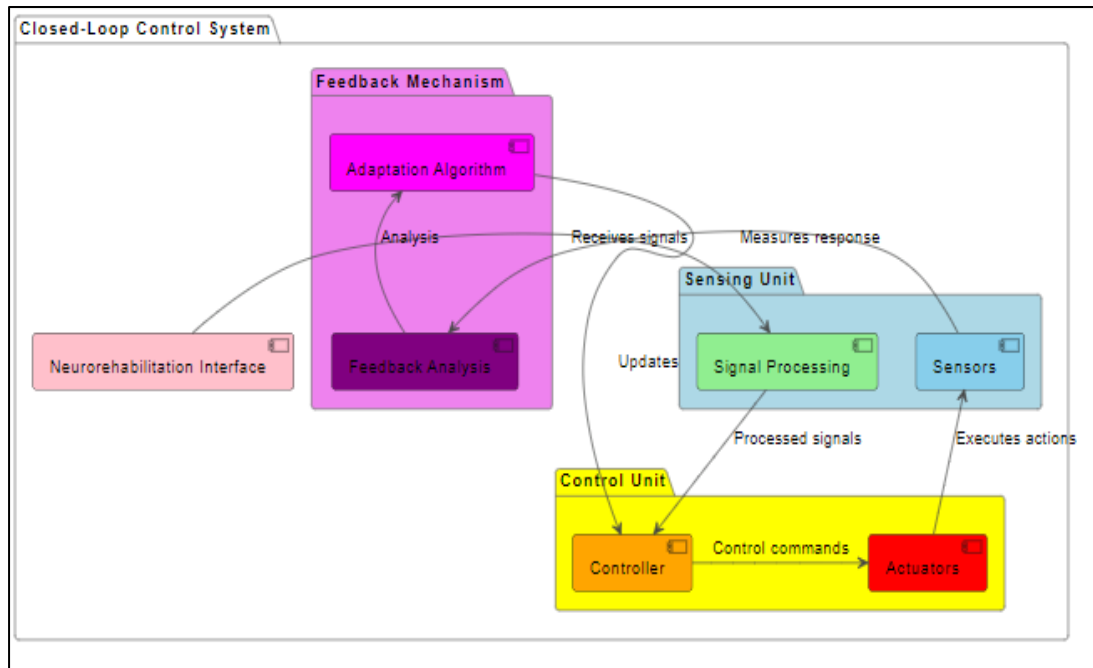 Closed-Loop Control System
Feedback Mechanism
Adaptation Algorithm
Analysis
Receives signals
Measures response
Sensing Unit
Neurorehabilitation Interface
Feedback Analysis
Updates
Signal Processing
Sensors
Processed signals
Executes actions
Control Unit
Controller
Control commands
Actuators